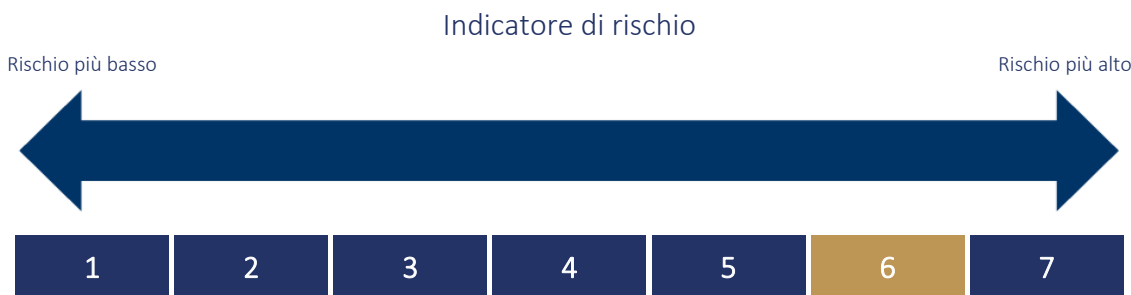 Indicatore di rischio
Rischio più basso
Rischio più alto
1 2 3 4 5 6 7